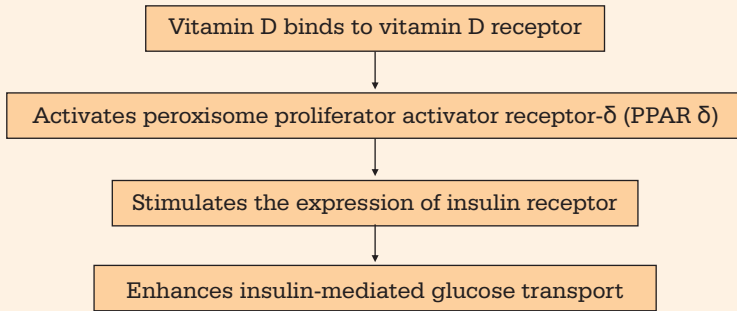 Vitamin D binds to vitamin D receptor
Activates peroxisome proliferator activator receptor-δ (PPAR δ)
Stimulates the expression of insulin receptor
Enhances insulin-mediated glucose transport